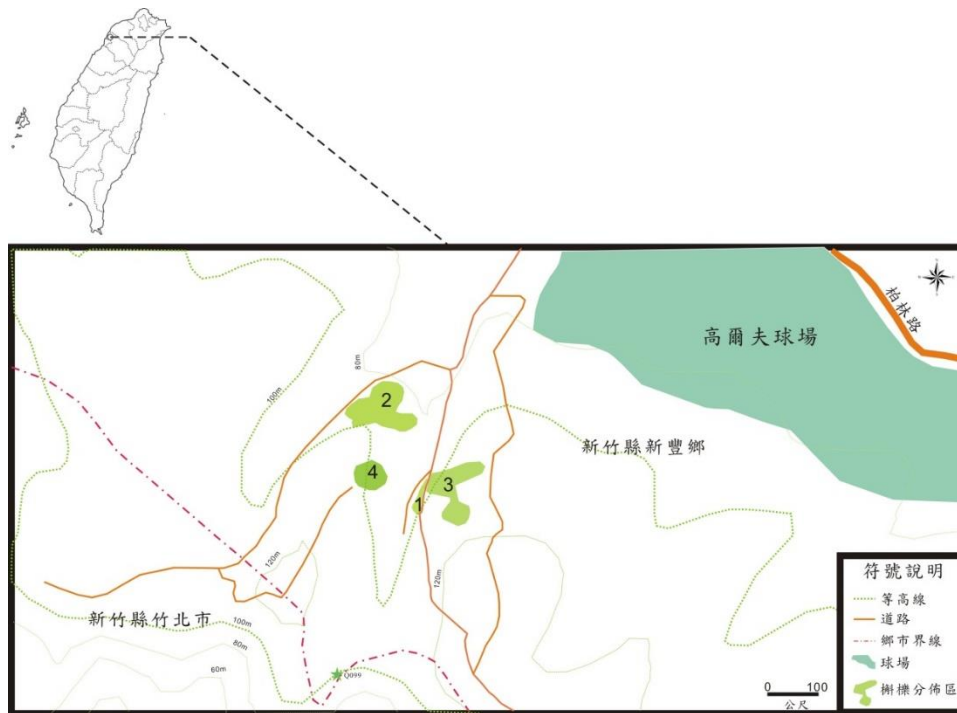 柏林路
高爾夫球場
80m
100m
2
新竹縣新豐鄉
4
3
1
120m
120m
新竹縣竹北市
100m
80m
60m
Q099
0 100
公尺
符號說明
等高線
道路
鄉市界線
球場
槲櫟分佈區